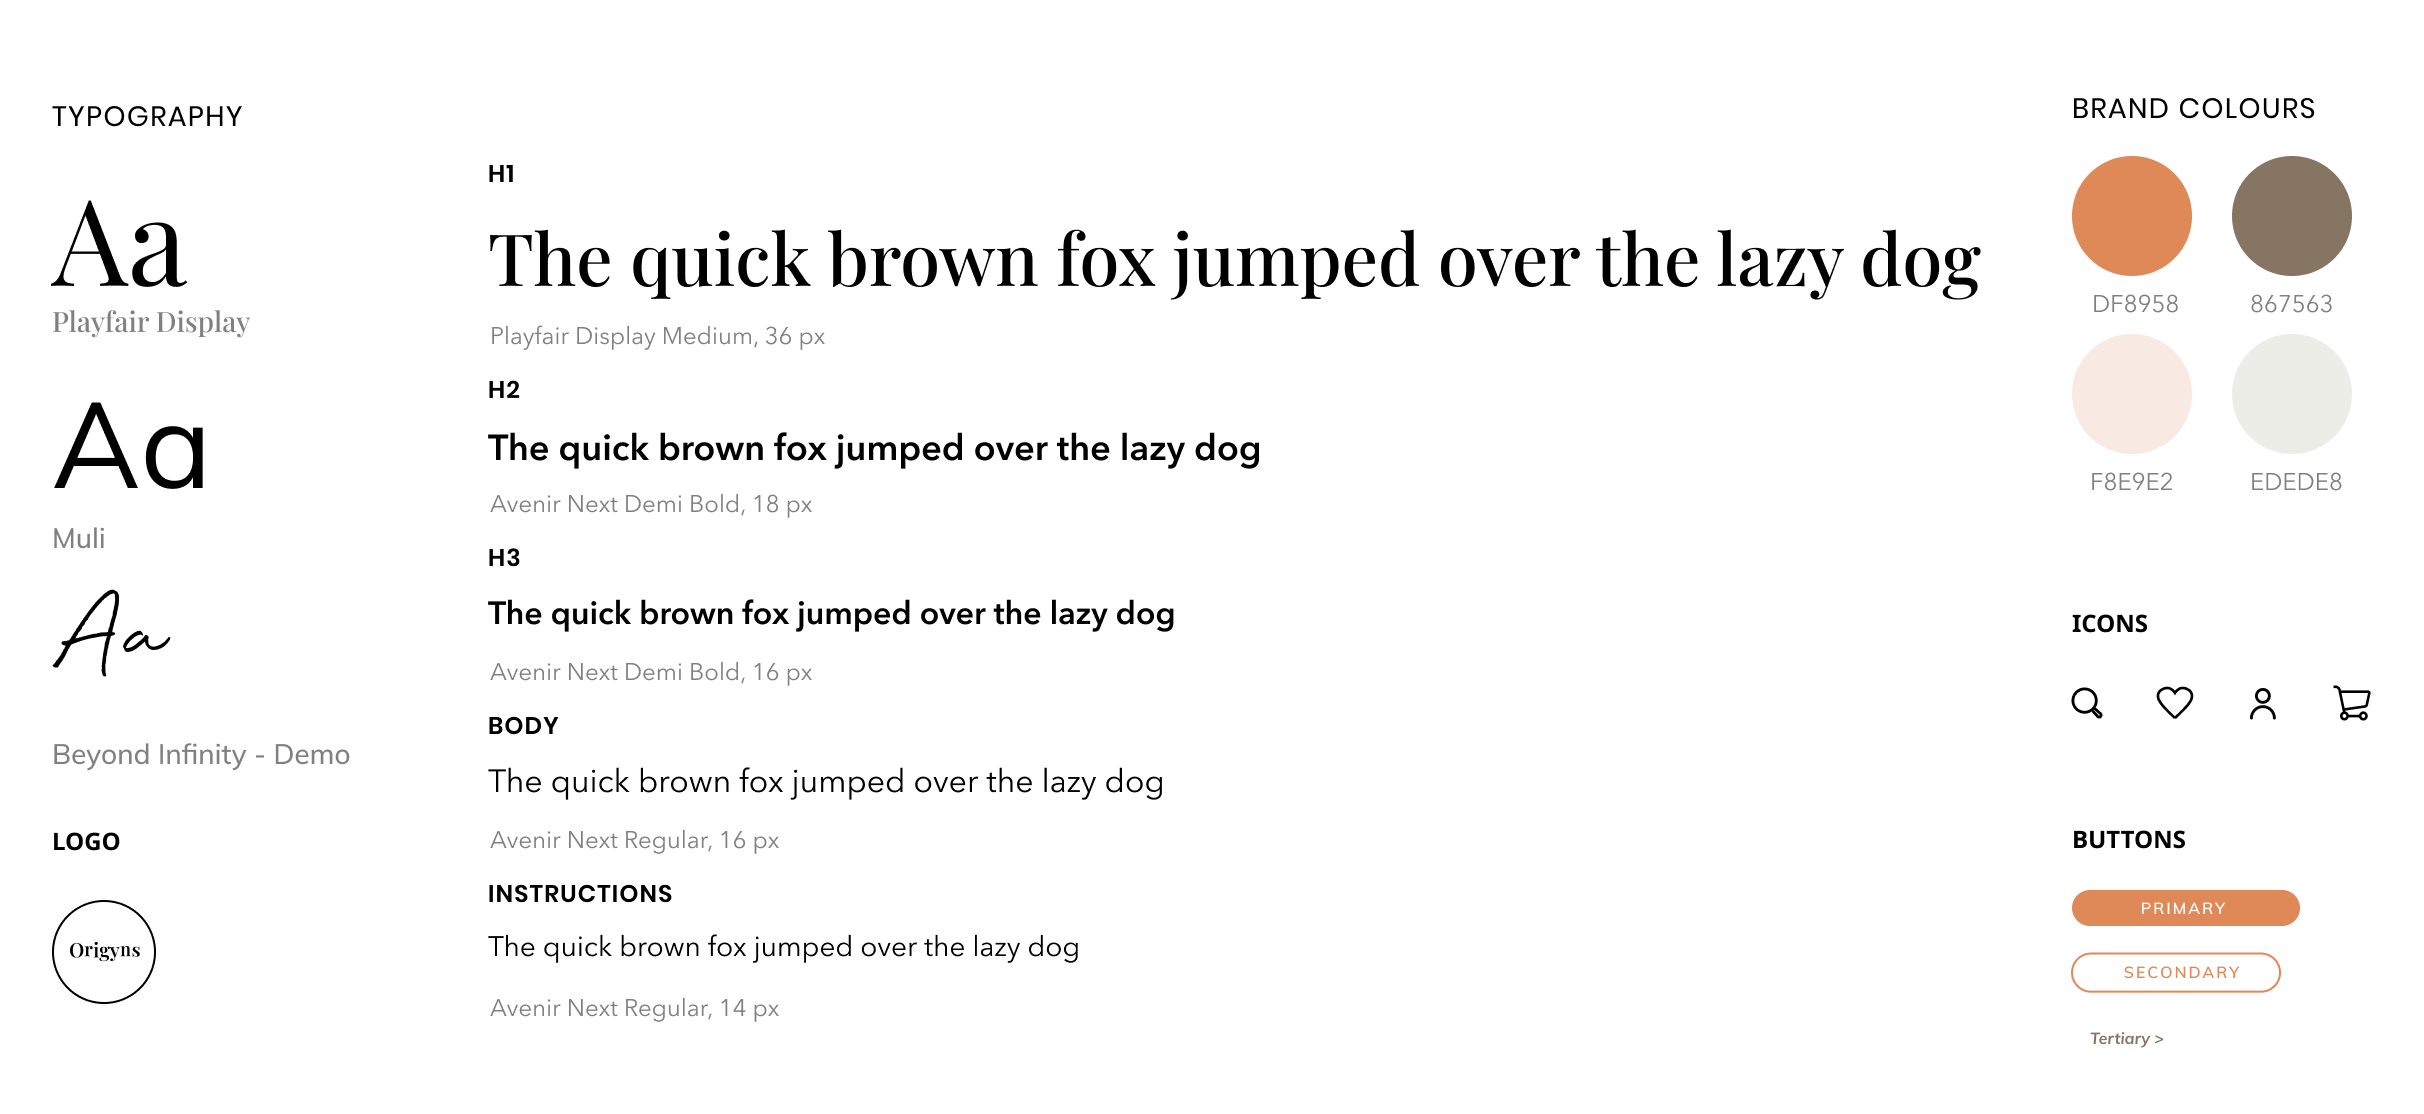 TYPOGRAPHY
Aa
Playfair Display
Aa
Muli
Aa
Beyond Infinity - Demo
LOGO
Origyns
H1
The quick brown fox jumped over the lazy dog
Playfair Display Medium, 36 px
H2
The quick brown fox jumped over the lazy dog
Avenir Next Demi Bold, 18 px
H3
The quick brown fox jumped over the lazy dog
Avenir Next Demi Bold, 16 px
BODY
The quick brown fox jumped over the lazy dog
Avenir Next Regular, 16 px
INSTRUCTIONS
The quick brown fox jumped over the lazy dog
Avenir Next Regular, 14 px
BRAND COLOURS
DF8958 867563
F8E9E2 EDEDE8
ICONS
BUTTONS
PRIMARY
SECONDARY
Tertiary >